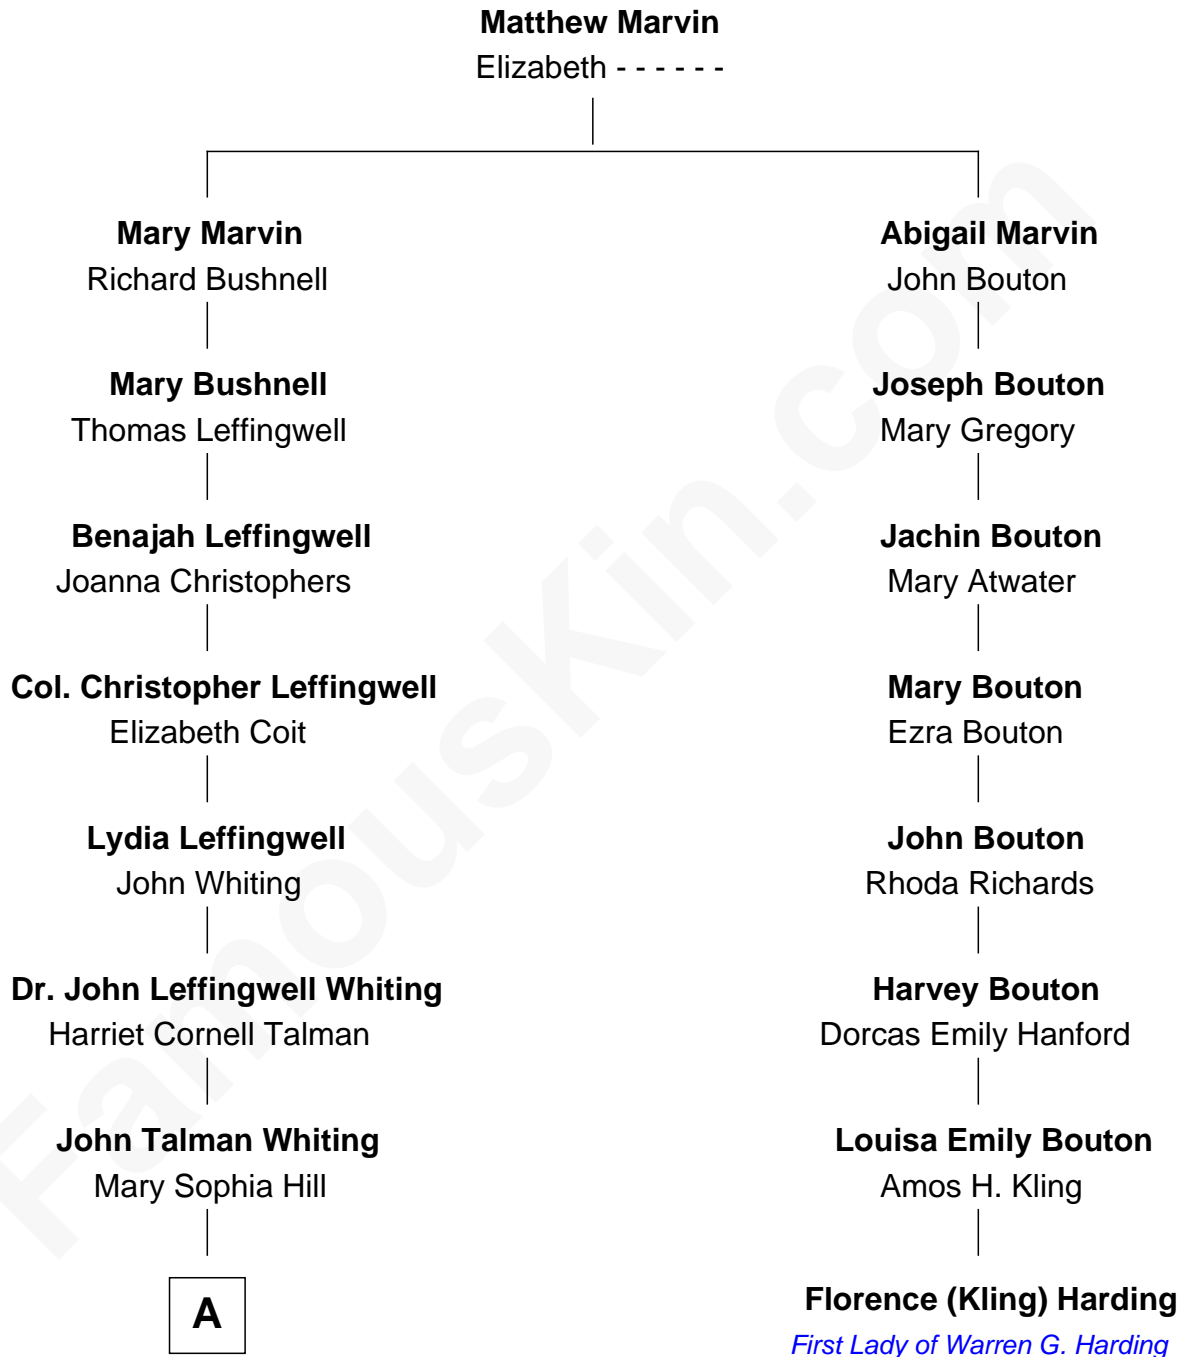 Matthew Marvin
Elizabeth - - - - - -
Mary Marvin
Richard Bushnell
Mary Bushnell
Thomas Leffingwell
Benajah Leffingwell
Joanna Christophers
Col. Christopher Leffingwell
Elizabeth Coit
Lydia Leffingwell
John Whiting
Dr. John Leffingwell Whiting
Harriet Cornell Talman
John Talman Whiting
Mary Sophia Hill
A
Abigail Marvin
John Bouton
Joseph Bouton
Mary Gregory
Jachin Bouton
Mary Atwater
Mary Bouton
Ezra Bouton
John Bouton
Rhoda Richards
Harvey Bouton
Dorcas Emily Hanford
Louisa Emily Bouton
Amos H. Kling
Florence (Kling) Harding
First Lady of Warren G. Harding
FamousKin.com